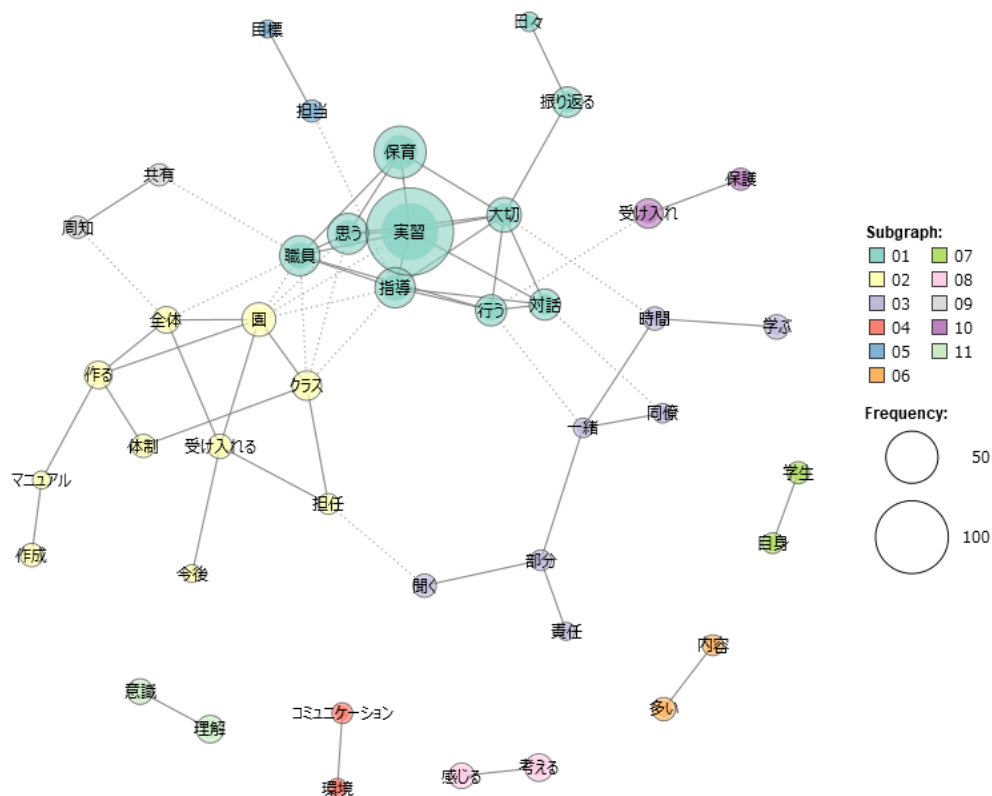 目標
日々
担当
振り返る
保育
共有
保護
周知
思う
実習
大切
受け入れ
職員
指導
行う
対話
全体
園
時間
学ぶ
作る
クラス
一緒
同僚
体制
受け入れる
マニュアル
担任
学生
作成
今後
聞く
部分
自身
責任
内容
意識
理解
コミュニケーション
多い
環境
感じる
考える
Subgraph:
01 07
02 08
03 09
04 10
05 11
06
Frequency:
50
100